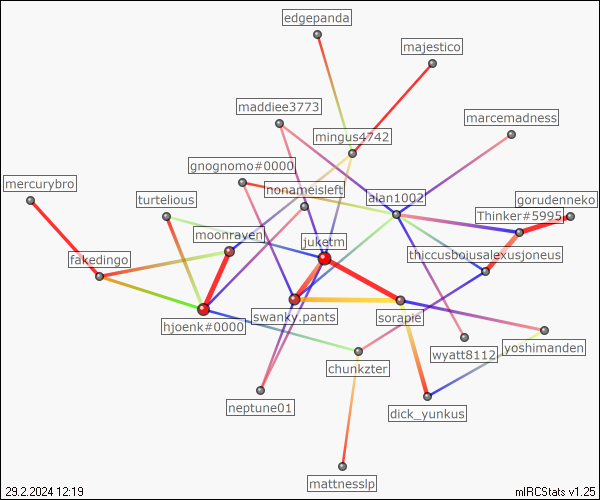 edgepanda
majestico
maddiee3773
marcemadness
mingus4742
gnognomo#0000
mercurybro
nonameisleft
turtelious
alan1002
gorudenneko
Thinker#5995
moonraven
juketm
thiccusbojusalexusjoneus
fakedingo
swanky.pants
sorapie
hjoenk#0000
yoshimanden
wyatt8112
chunkzter
neptune01
dick_yunkus
mattnesslp
29.2.2024 12:19
mIRCStats v1.25